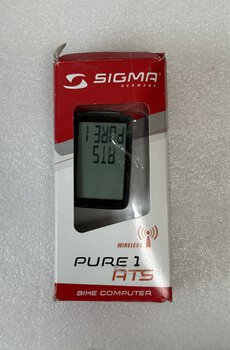 SIGMA
GERMANY
PURE 1
ATS
WIRELESS
PURE 1
ATS
BIKE COMPUTER